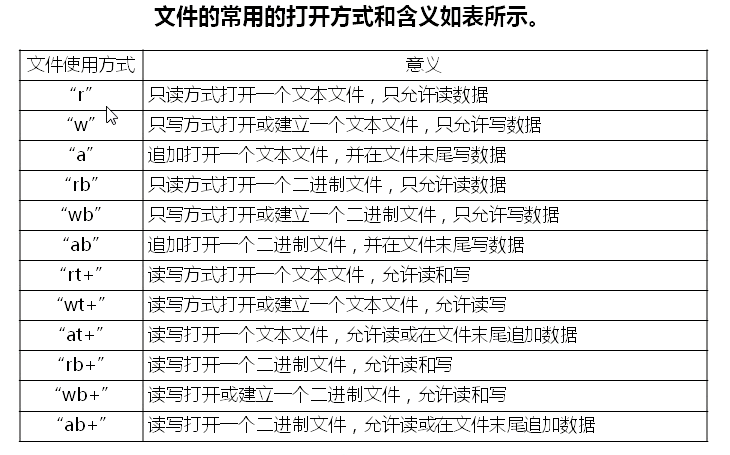 文件的常用的打开方式和含义如表所示。
文件使用方式 意义
“r” 只读方式打开一个文本文件，只允许读数据
“w” 只写方式打开或建立一个文本文件，只允许写数据
“a” 追加打开一个文本文件，并在文件末尾写数据
“rb” 只读方式打开一个二进制文件，只允许读数据
“wb” 只写方式打开或建立一个二进制文件，只允许写数据
“ab” 追加打开一个二进制文件，并在文件末尾写数据
“rt+” 读写方式打开一个文本文件，允许读和写
“wt+” 读写方式打开或建立一个文本文件，允许读写
“at+” 读写打开一个文本文件，允许读或在文件末尾追加数据
“rb+” 读写打开一个二进制文件，允许读和写
“wb+” 读写打开或建立一个二进制文件，允许读和写
“ab+” 读写打开一个二进制文件，允许读或在文件末尾追加数据